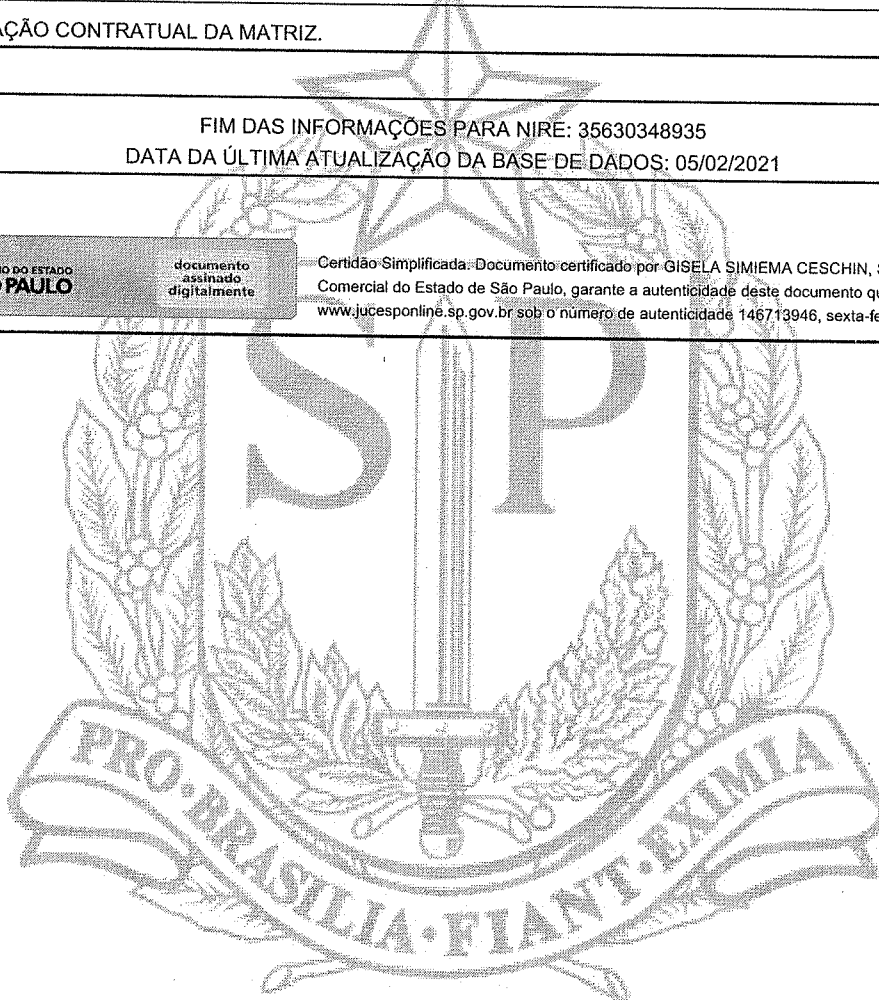 AÇÃO CONTRATUAL DA MATRIZ.
FIM DAS INFORMAÇÕES PARA NIRE: 35630348935
DATA DA ÚLTIMA ATUALIZAÇÃO DA BASE DE DADOS: 05/02/2021
DO ESTADO
PAULO
documento
assinado
digitalmente
Certidão Simplificada. Documento certificado por GISELA SIMIEMA CESCHIN,
Comercial do Estado de São Paulo, garante a autenticidade deste documento
www.jucesponline.sp.gov.br sob o número de autenticidade 146713946,
S P
PRO·BRASILIA·FIANT·EXIMIA